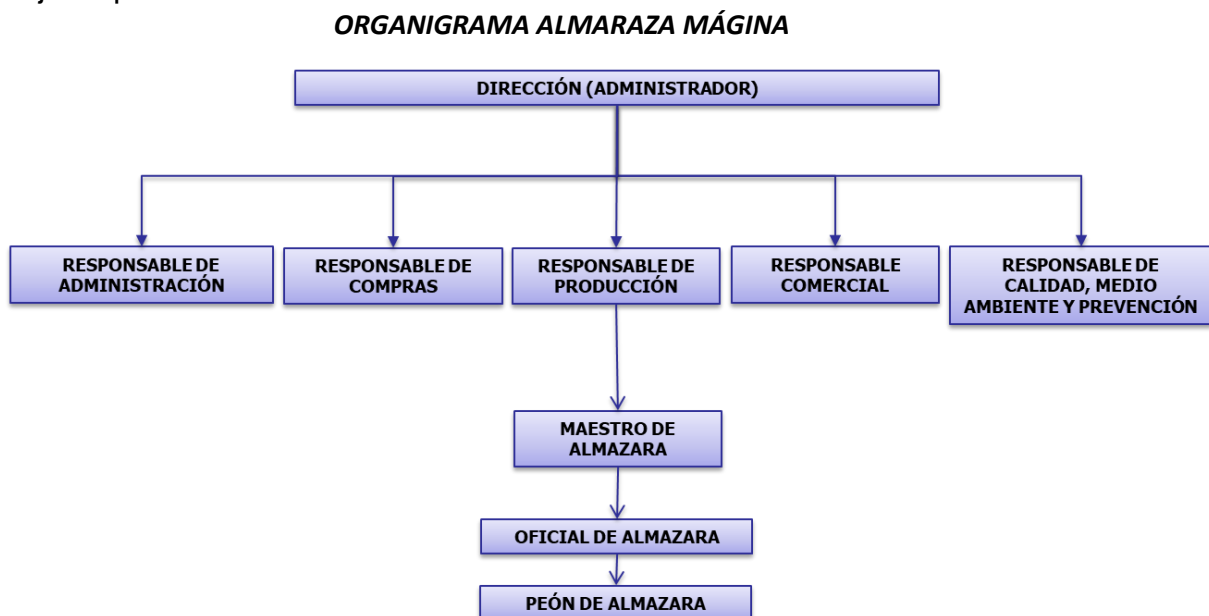 ORGANIGRAMA ALMARAZA MÁGINA
DIRECCIÓN (ADMINISTRADOR)
RESPONSABLE DE
ADMINISTRACIÓN
RESPONSABLE DE
COMPRAS
RESPONSABLE DE
PRODUCCIÓN
RESPONSABLE
COMERCIAL
RESPONSABLE DE
CALIDAD, MEDIO
AMBIENTE Y PREVENCIÓN
MAESTRO DE
ALMAZARA
OFICIAL DE ALMAZARA
PEÓN DE ALMAZARA